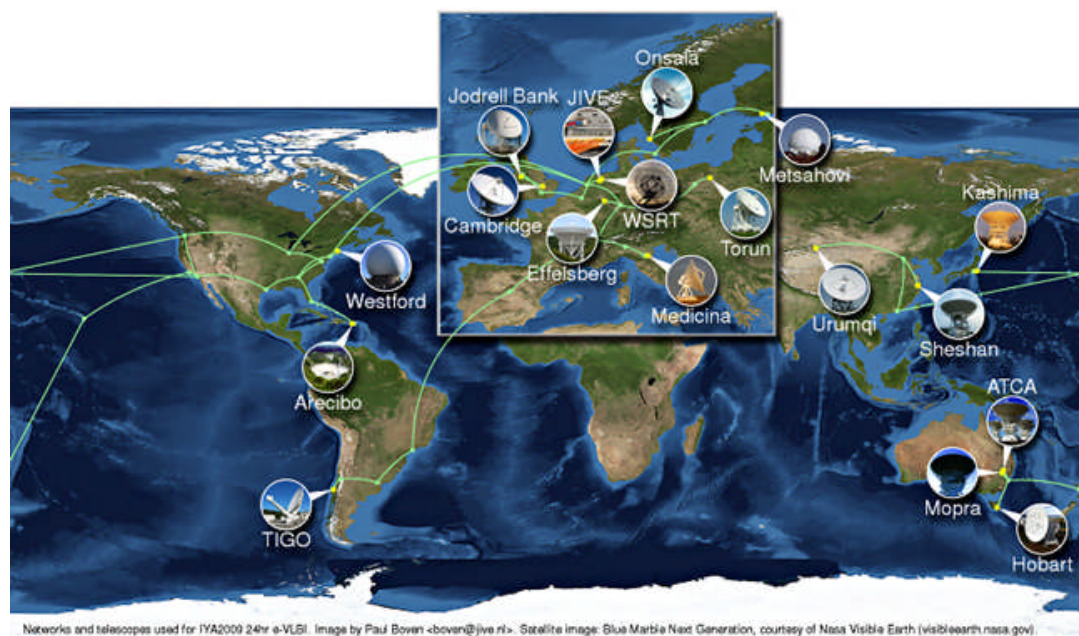 Onsala
Jodrell Bank
JIVE
Metsahovi
Cambridge
WSRT
Torun
Kashima
Effelsberg
Westford
Medicina
Urumqi
Sheshan
Arecibo
ATCA
Mopra
TIGO
Hobart
Networks and telescopes used for IYA2009 24hr e-VLBI. Image by Paul Boven <boven@jive.nl>. Satellite image: Blue Marble Next Generation, courtesy of Nasa Visible Earth (visibleearth.nasa.gov).